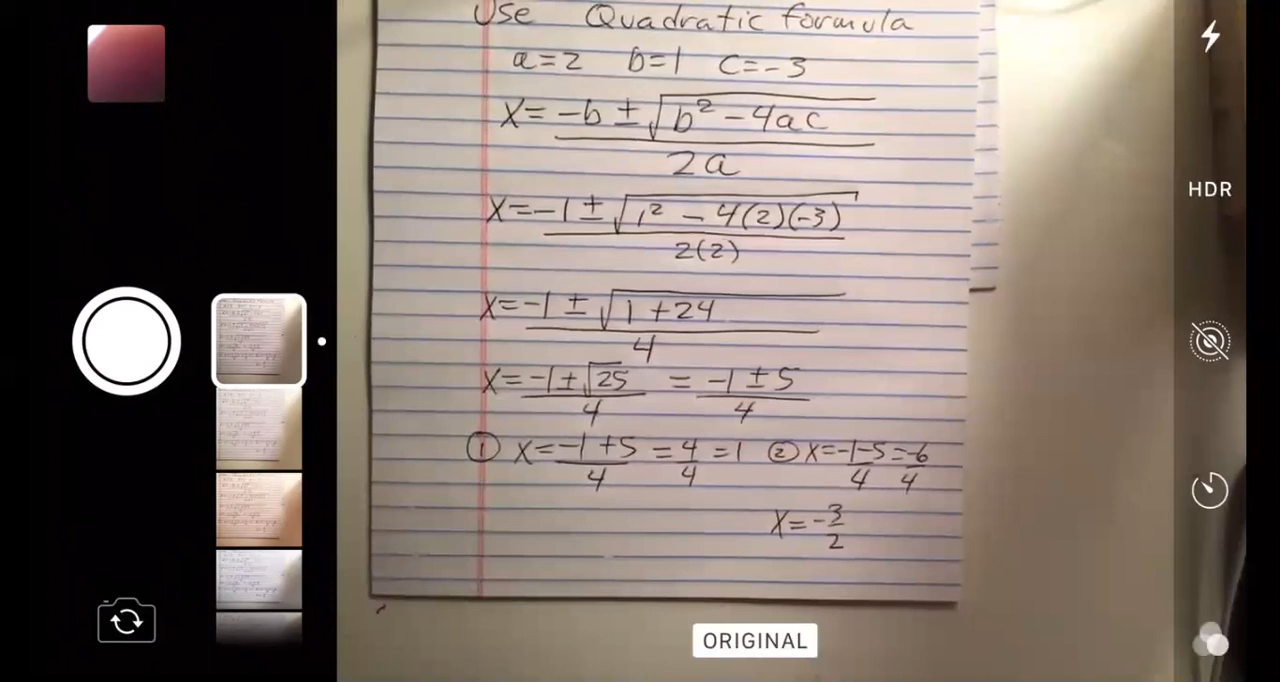 Use Quadratic formula
a=2 b=1 c=-3
x=-b±√b²-4ac
2a
x=-1±√1²-4(2)(-3)
2(2)
x=-1±√1+24
4
x=-1±√25 = -1±5
4 4
① x=-1+5=4=1 ② x=-1-5=-6
4 4 4 4
x=-3
2
HDR
ORIGINAL